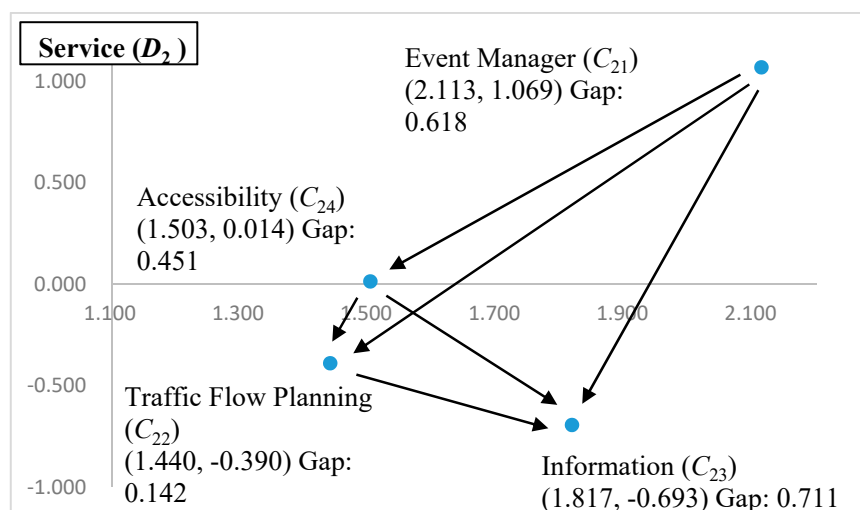 Service (D₂ )
Event Manager (C₂₁)
(2.113, 1.069) Gap:
0.618
1.000
0.500
Accessibility (C₂₄)
(1.503, 0.014) Gap:
0.451
0.000
1.100 1.300 1.500 1.700 1.900 2.100
-0.500
Traffic Flow Planning
(C₂₂)
(1.440, -0.390) Gap:
0.142
Information (C₂₃)
(1.817, -0.693) Gap: 0.711
-1.000